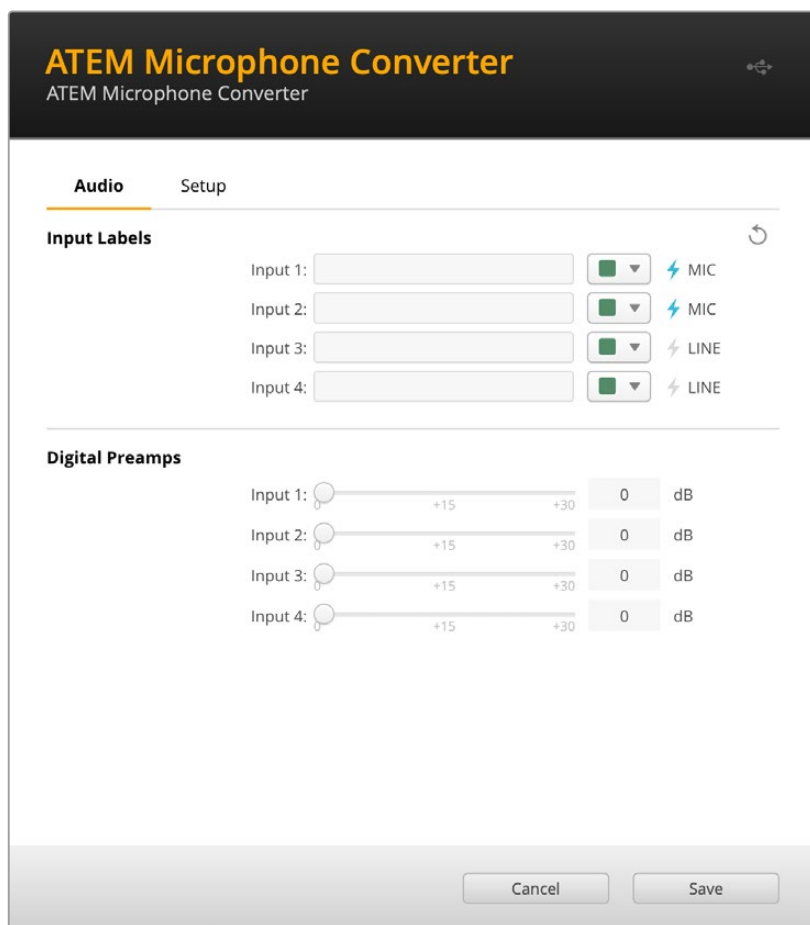 ATEM Microphone Converter
ATEM Microphone Converter
Audio Setup
Input Labels
Input 1: MIC
Input 2: MIC
Input 3: LINE
Input 4: LINE
Digital Preamps
Input 1: 0 dB
0 +15 +30
Input 2: 0 dB
0 +15 +30
Input 3: 0 dB
0 +15 +30
Input 4: 0 dB
0 +15 +30
Cancel Save